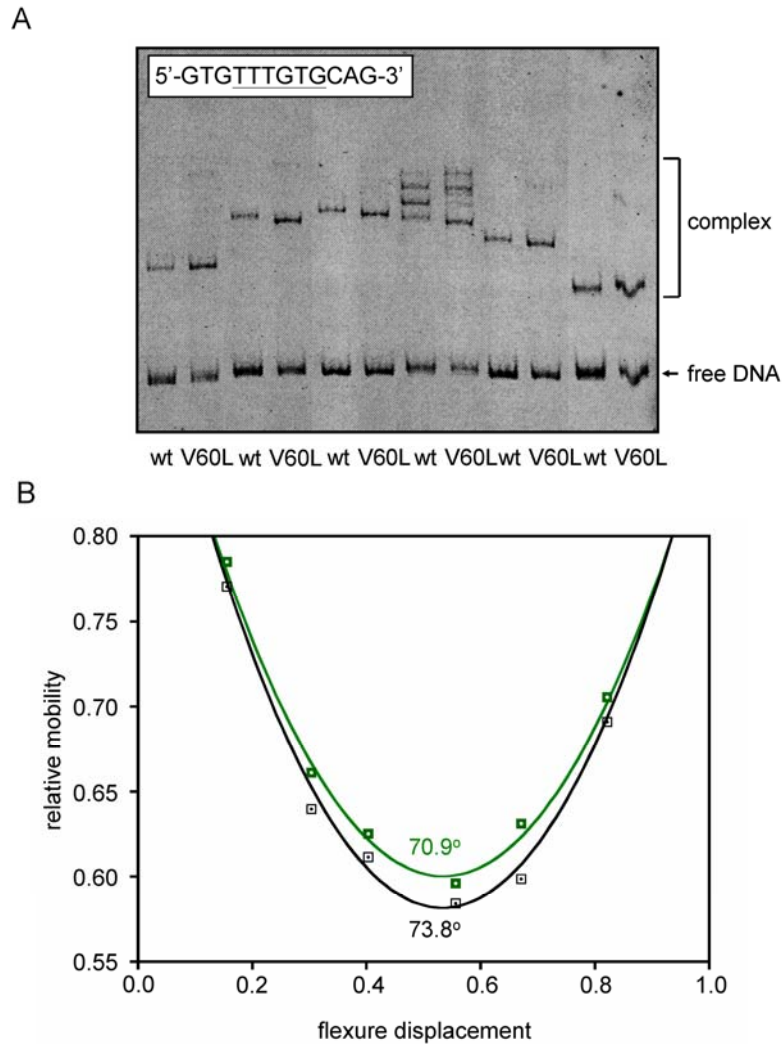 A
5'-GTGTTTGTGCAG-3'
complex
free DNA
wt V60L wt V60L wt V60L wt V60L wt V60L wt V60L
B
0.80
0.75
0.70
0.65
0.60
0.55
relative mobility
70.9º
73.8º
0.0 0.2 0.4 0.6 0.8 1.0
flexure displacement